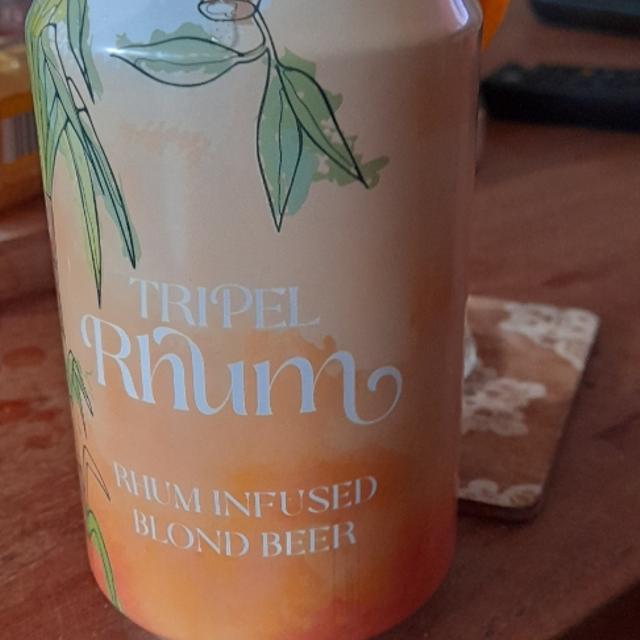 TRIPEL
Rhum
RHUM INFUSED
BLOND BEER